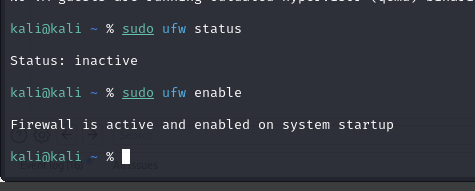 kali@kali ~ % sudo ufw status
Status: inactive
kali@kali ~ % sudo ufw enable
Firewall is active and enabled on system startup
kali@kali ~ %